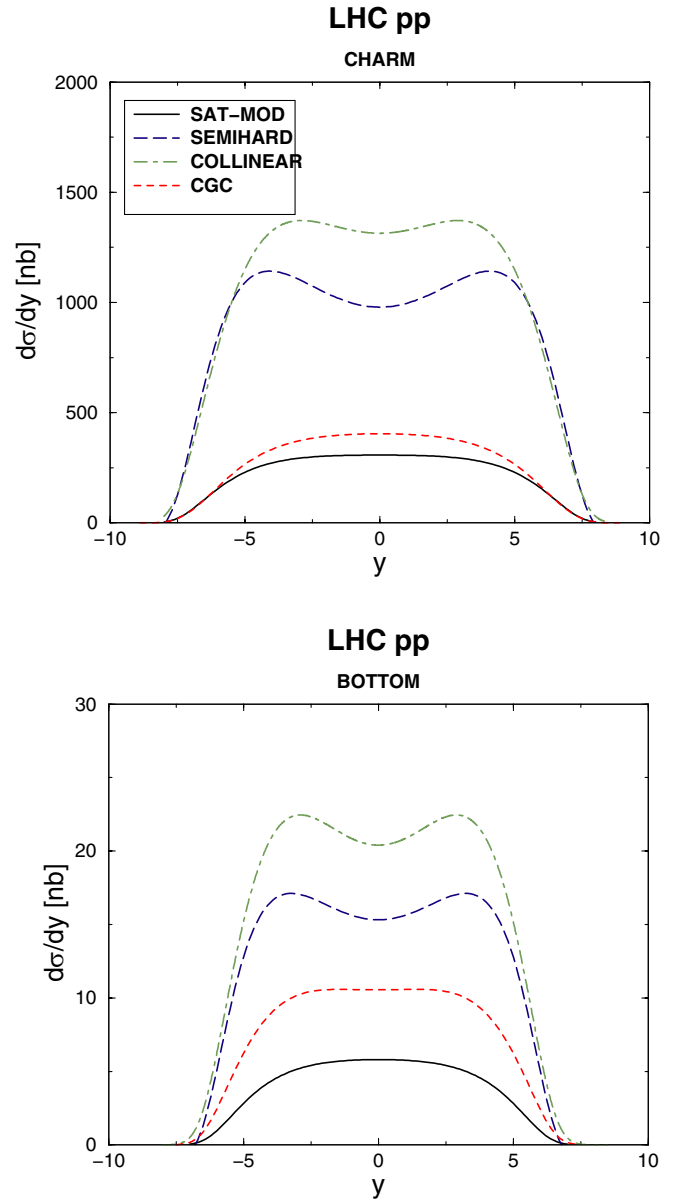 LHC pp
CHARM
2000
SAT−MOD
SEMIHARD
COLLINEAR
CGC
1500
1000
500
0
dσ/dy [nb]
−10 −5 0 5 10
y
LHC pp
BOTTOM
30
20
10
0
dσ/dy [nb]
−10 −5 0 5 10
y